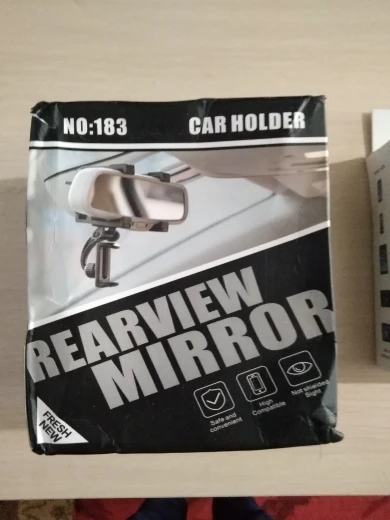 NO:183 CAR HOLDER
REARVIEW
MIRROR
FRESH
NEW
Safe and
convenient
High
Compatible
Not shielded
Sight